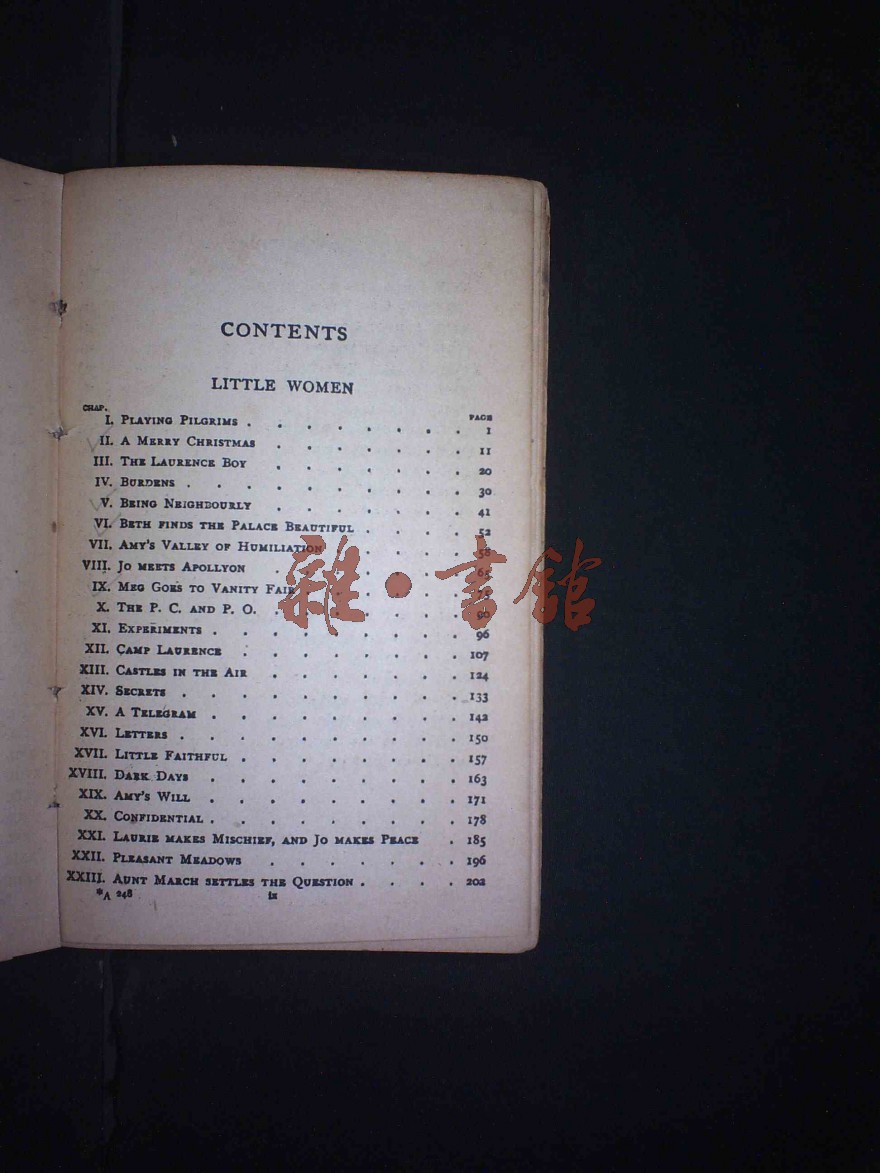 CONTENTS
LITTLE WOMEN
CHAP. PAGE
I. PLAYING PILGRIMS . . . . . . . . 1
II. A MERRY CHRISTMAS . . . . . . . 11
III. THE LAURENCE BOY . . . . . . . 20
IV. BURDENS . . . . . . . . . . 30
V. BEING NEIGHBOURLY . . . . . . . 41
VI. BETH FINDS THE PALACE BEAUTIFUL . . . . 52
VII. AMY'S VALLEY OF HUMILIATION . . . . . 58
VIII. JO MEETS APOLLYON . . . . . . . 65
IX. MEG GOES TO VANITY FAIR . . . . . .
X. THE P. C. AND P. O. . . . . . . . 90
XI. EXPERIMENTS . . . . . . . . . 96
XII. CAMP LAURENCE . . . . . . . . 107
XIII. CASTLES IN THE AIR . . . . . . . 124
XIV. SECRETS . . . . . . . . . . 133
XV. A TELEGRAM . . . . . . . . . 142
XVI. LETTERS . . . . . . . . . . 150
XVII. LITTLE FAITHFUL . . . . . . . . 157
XVIII. DARK DAYS . . . . . . . . . 163
XIX. AMY'S WILL . . . . . . . . . 171
XX. CONFIDENTIAL . . . . . . . . . 178
XXI. LAURIE MAKES MISCHIEF, AND JO MAKES PEACE . 185
XXII. PLEASANT MEADOWS . . . . . . . 196
XXIII. AUNT MARCH SETTLES THE QUESTION . . . . 202
*A 248 ix
雜·書館